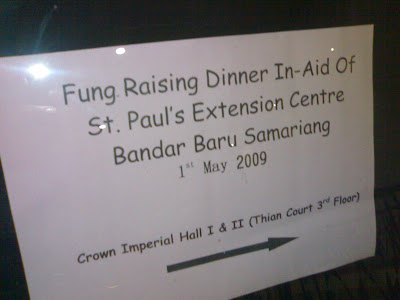 Fung Raising Dinner In-Aid Of
St. Paul's Extension Centre
Bandar Baru Samariang
1st May 2009
Crown Imperial Hall I & II (Thian Court 3rd Floor)